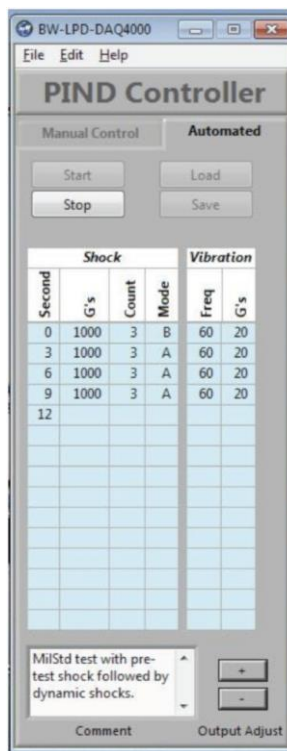 BW-LPD-DAQ4000
File Edit Help
PIND Controller
Manual Control Automated
Start Load
Stop Save
Shock Vibration
Second G's Count Mode Freq G's
0 1000 3 B 60 20
3 1000 3 A 60 20
6 1000 3 A 60 20
9 1000 3 A 60 20
12
MilStd test with pre-
test shock followed by
dynamic shocks.
+
-
Comment Output Adjust